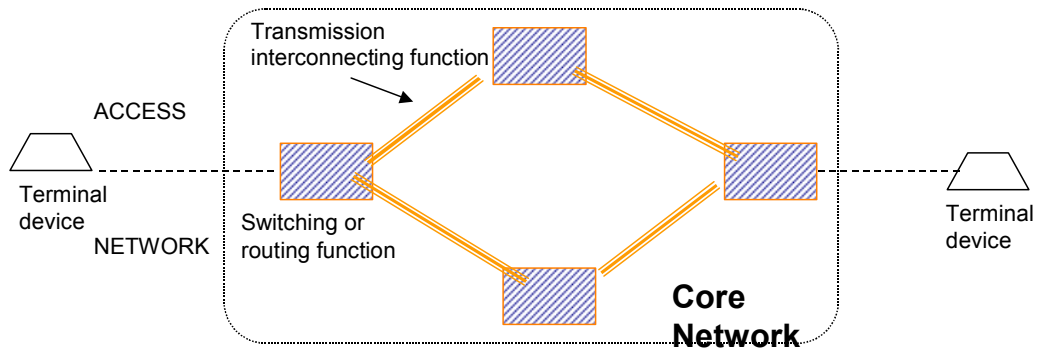 Transmission
interconnecting function
ACCESS
Terminal
device
NETWORK
Switching or
routing function
Terminal
device
Core
Network